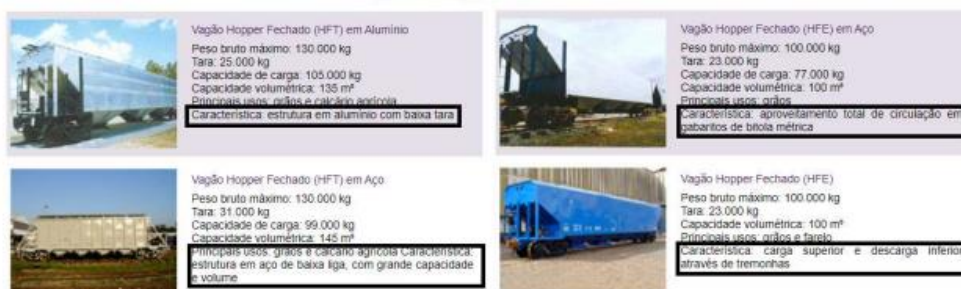 Vagão Hopper Fechado (HFT) em Alumínio
Peso bruto máximo: 130.000 kg
Tara: 25.000 kg
Capacidade de carga: 105.000 kg
Capacidade volumétrica: 135 m³
Principais usos: grãos e calcário agrícola
Característica: estrutura em alumínio com baixa tara
Vagão Hopper Fechado (HFE) em Aço
Peso bruto máximo: 100.000 kg
Tara: 23.000 kg
Capacidade de carga: 77.000 kg
Capacidade volumétrica: 100 m³
Principais usos: grãos
Característica: aproveitamento total de circulação em
gabaritos de bitola métrica
Vagão Hopper Fechado (HFT) em Aço
Peso bruto máximo: 130.000 kg
Tara: 31.000 kg
Capacidade de carga: 99.000 kg
Capacidade volumétrica: 145 m³
Principais usos: grãos e calcário agrícola Característica:
estrutura em aço de baixa liga, com grande capacidade
e volume
Vagão Hopper Fechado (HFE)
Peso bruto máximo: 100.000 kg
Tara: 23.000 kg
Capacidade de carga: 77.000 kg
Capacidade volumétrica: 100 m³
Principais usos: grãos e farelo
Característica: carga superior e descarga inferior
através de tremonhas